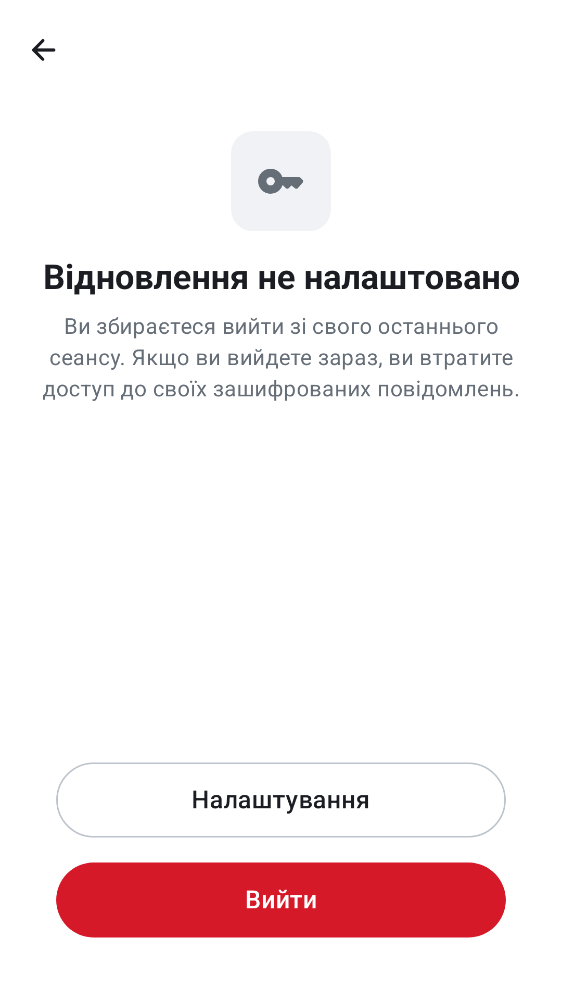 Відновлення не налаштовано
Ви збираєтеся вийти зі свого останнього
сеансу. Якщо ви вийдете зараз, ви втратите
доступ до своїх зашифрованих повідомлень.
Налаштування
Вийти